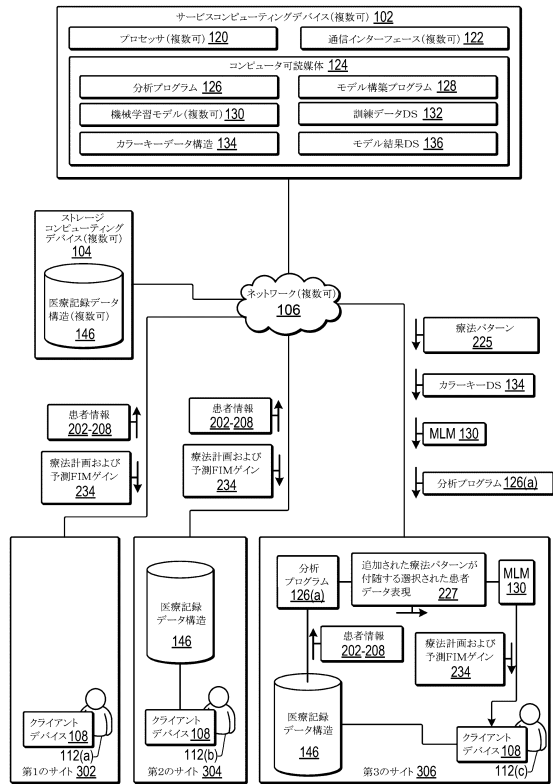 サービスコンピューティングデバイス(複数可) 102
プロセッサ(複数可) 120
通信インターフェース(複数可) 122
コンピュータ可読媒体 124
分析プログラム 126
モデル構築プログラム 128
機械学習モデル(複数可) 130
訓練データDS 132
カラーキーデータ構造 134
モデル結果DS 136
ストレージ
コンピューティング
デバイス(複数可)
104
医療記録データ
構造(複数可)
146
ネットワーク(複数可)
106
療法パターン
225
カラーキーDS 134
MLM 130
分析プログラム 126(a)
患者情報
202-208
療法計画および
予測FIMゲイン
234
患者情報
202-208
療法計画および
予測FIMゲイン
234
クライアント
デバイス 108
112(a)
第1のサイト 302
医療記録データ
構造
146
クライアント
デバイス 108
112(b)
第2のサイト 304
分析
プログラム
126(a)
追加された療法パターンが
付随する選択された患者
データ表現
227
MLM
130
患者情報
202-208
療法計画および
予測FIMゲイン
234
医療記録データ
構造
146
クライアント
デバイス 108
112(c)
第3のサイト 306